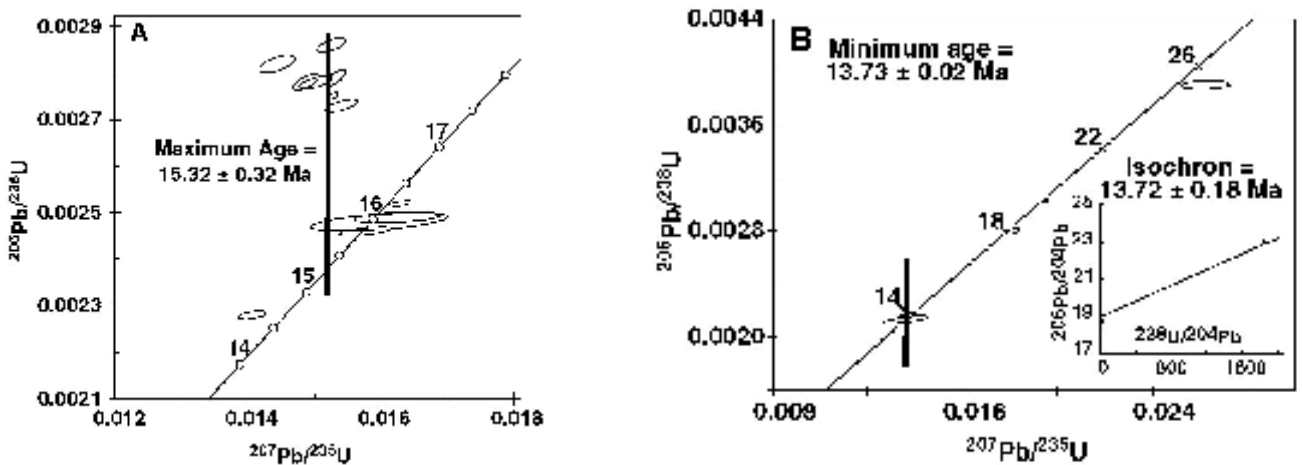 A
0.0029
0.0027
0.0025
0.0023
0.0021
17
16
15
14
Maximum Age =
15.32 ± 0.32 Ma
²⁰⁶Pb/²³⁸U
0.012
0.014
0.016
0.018
²⁰⁷Pb/²³⁵U
B
0.0044
0.0036
0.0028
0.0020
Minimum age =
13.73 ± 0.02 Ma
26
22
18
14
Isochron =
13.72 ± 0.18 Ma
²⁰⁶Pb/²³⁸U
23
21
19
17
206Pb/204Pb
238U/204Pb
0
800
1600
0.009
0.016
0.024
²⁰⁷Pb/²³⁵U